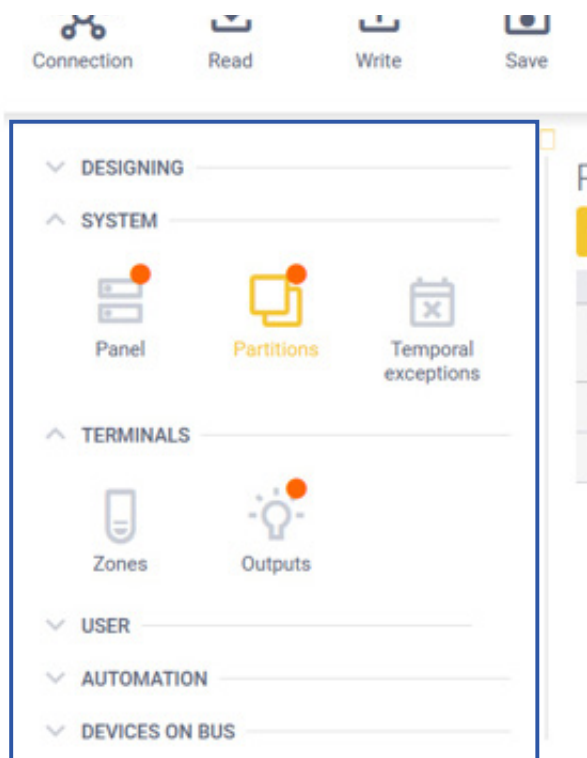 Connection Read Write Save
DESIGNING
SYSTEM
Panel Partitions Temporal
exceptions
TERMINALS
Zones Outputs
USER
AUTOMATION
DEVICES ON BUS